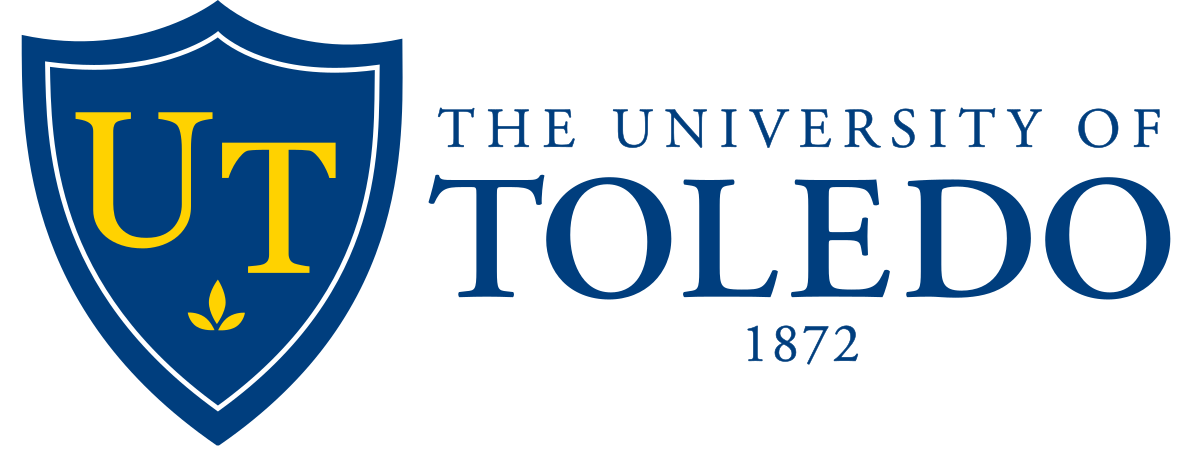 UT
THE UNIVERSITY OF
TOLEDO
1872